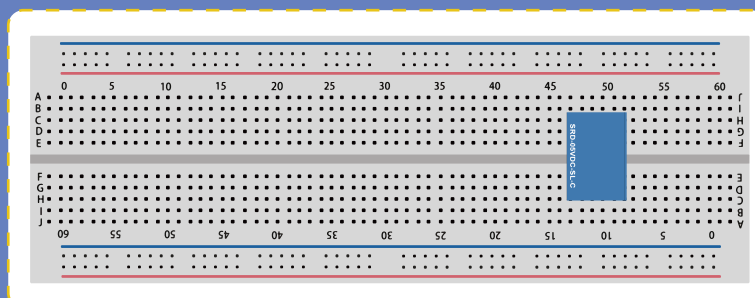 0 5 10 15 20 25 30 35 40 45 50 55 60
A J
B I
C H
D G
E F
SRD-05VDC-SL-C
F E
G D
H C
I B
J A
60 55 50 45 40 35 30 25 20 15 10 5 0